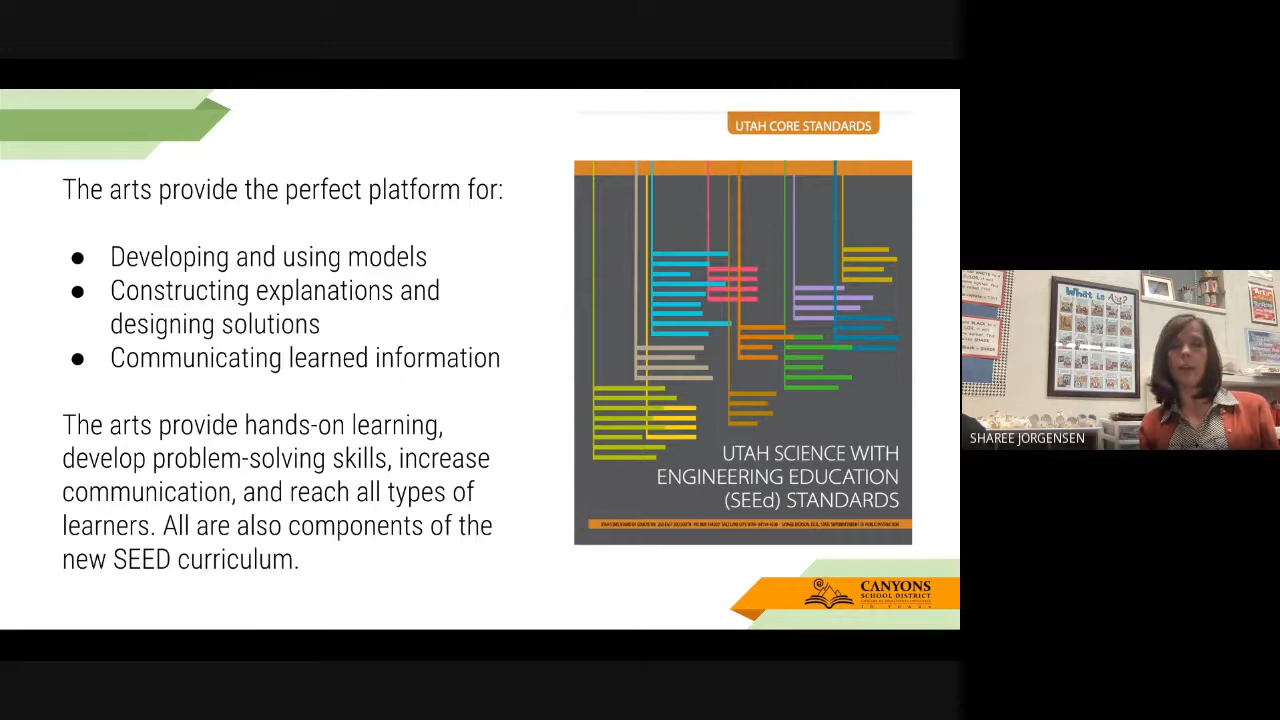 UTAH CORE STANDARDS
The arts provide the perfect platform for:
● Developing and using models
● Constructing explanations and
designing solutions
● Communicating learned information
The arts provide hands-on learning,
develop problem-solving skills, increase
communication, and reach all types of
learners. All are also components of the
new SEED curriculum.
UTAH SCIENCE WITH
ENGINEERING EDUCATION
(SEEd) STANDARDS
CANYONS
SCHOOL DISTRICT
What is Art?
SHAREE JORGENSEN